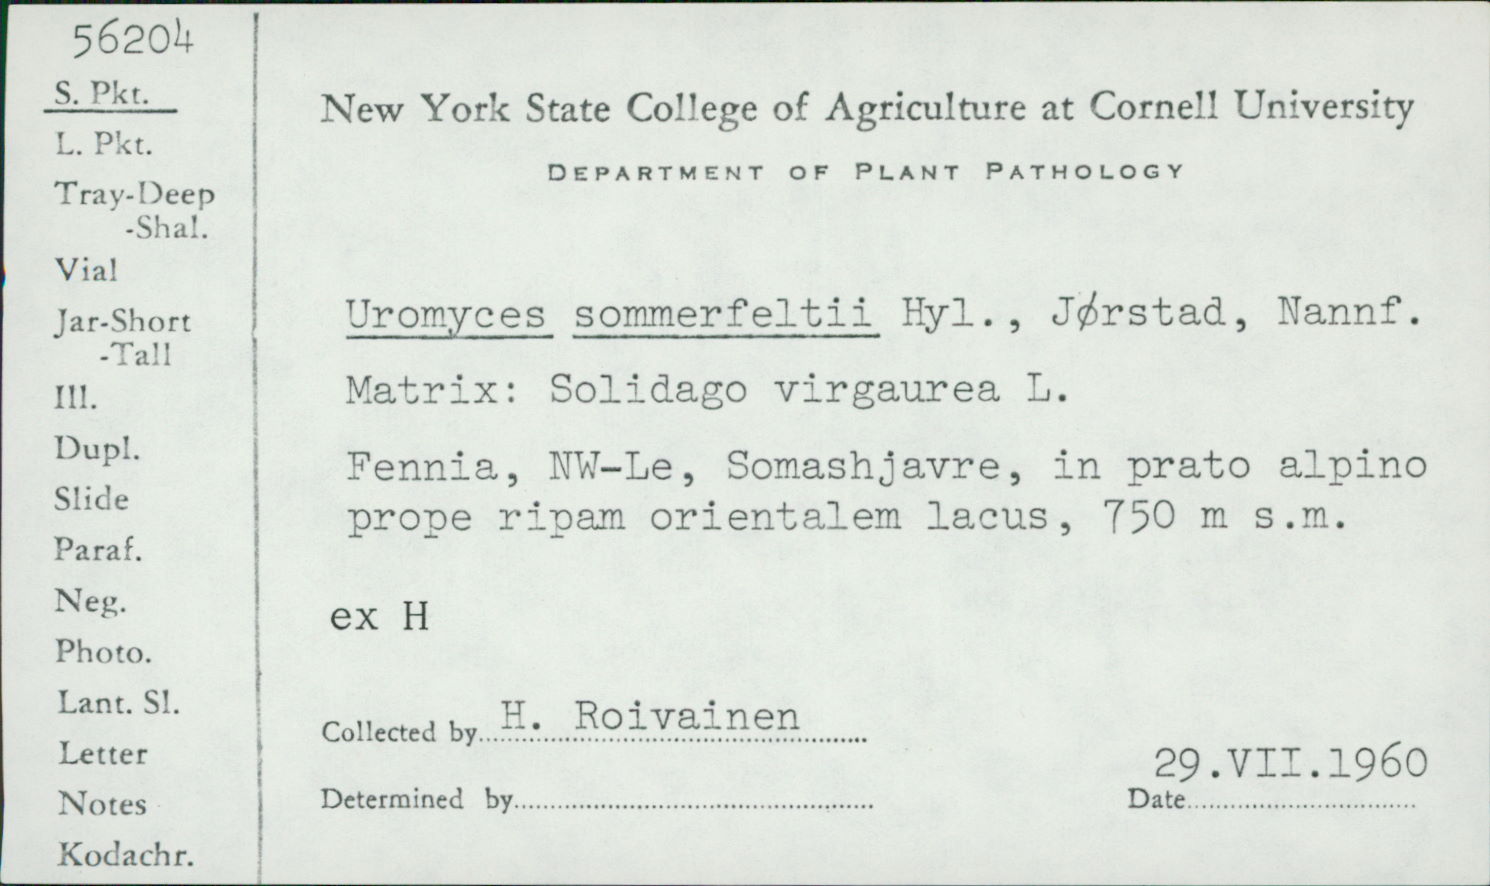 56204
S. Pkt.
L. Pkt.
Tray-Deep
-Shal.
Vial
Jar-Short
-Tall
Ill.
Dupl.
Slide
Paraf.
Neg.
Photo.
Lant. Sl.
Letter
Notes
Kodachr.
New York State College of Agriculture at Cornell University
DEPARTMENT OF PLANT PATHOLOGY
Uromyces sommerfeltii Hyl., Jørstad, Nannf.
Matrix: Solidago virgaurea L.
Fennia, NW-Le, Somashjavre, in prato alpino
prope ripam orientalem lacus, 750 m s.m.
ex H
Collected by H. Roivainen
29.VII.1960
Determined by
Date